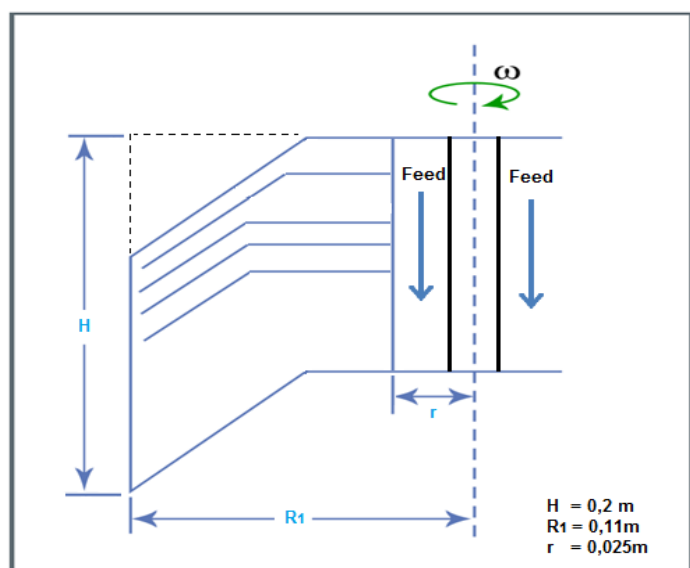 ω
Feed
Feed
H
r
R1
H = 0,2 m
R1 = 0,11m
r = 0,025m